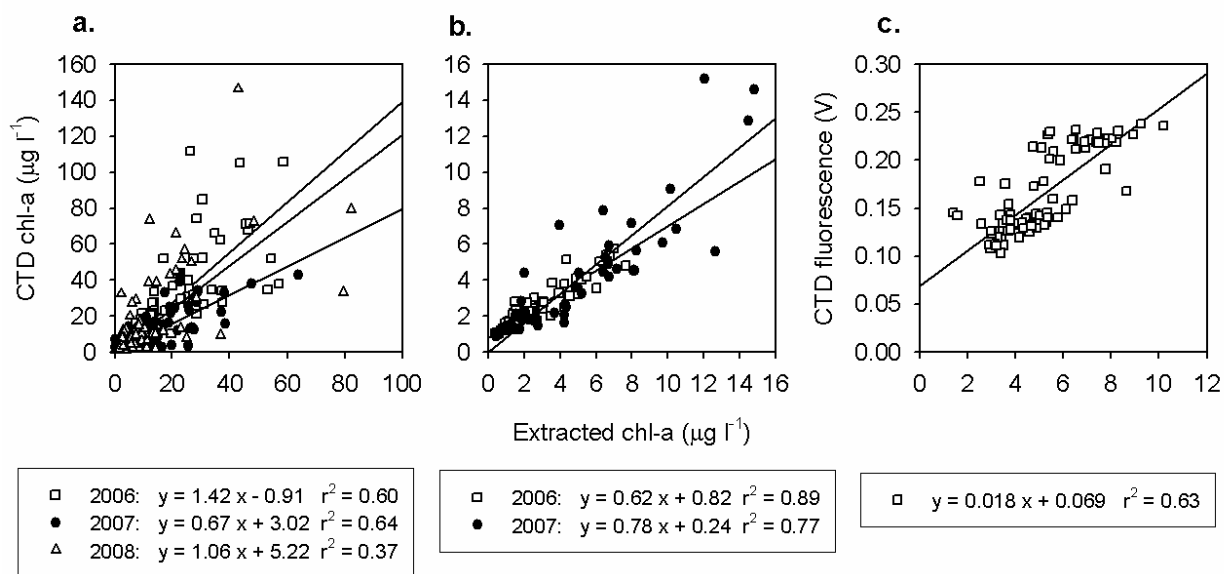 a.
CTD chl-a (µg l⁻¹)
160
140
120
100
80
60
40
20
0
0 20 40 60 80 100
b.
16
14
12
10
8
6
4
2
0
0 2 4 6 8 10 12 14 16
c.
CTD fluorescence (V)
0.30
0.25
0.20
0.15
0.10
0.05
0.00
0 2 4 6 8 10 12
Extracted chl-a (µg l⁻¹)
2006: y = 1.42 x - 0.91 r² = 0.60
2007: y = 0.67 x + 3.02 r² = 0.64
2008: y = 1.06 x + 5.22 r² = 0.37
2006: y = 0.62 x + 0.82 r² = 0.89
2007: y = 0.78 x + 0.24 r² = 0.77
y = 0.018 x + 0.069 r² = 0.63